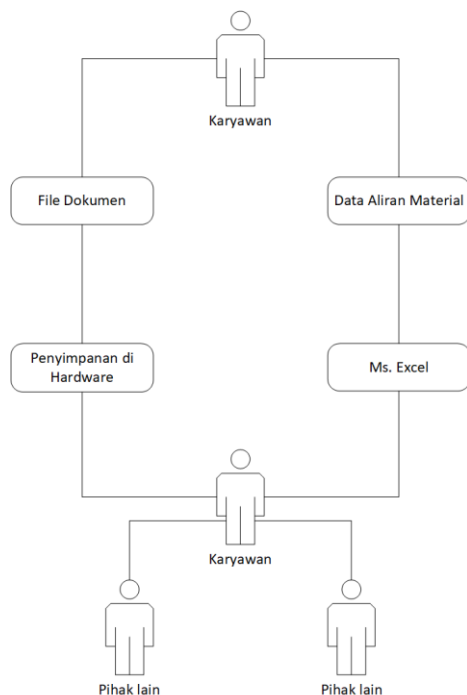 Karyawan
File Dokumen
Data Aliran Material
Penyimpanan di
Hardware
Ms. Excel
Karyawan
Pihak lain
Pihak lain